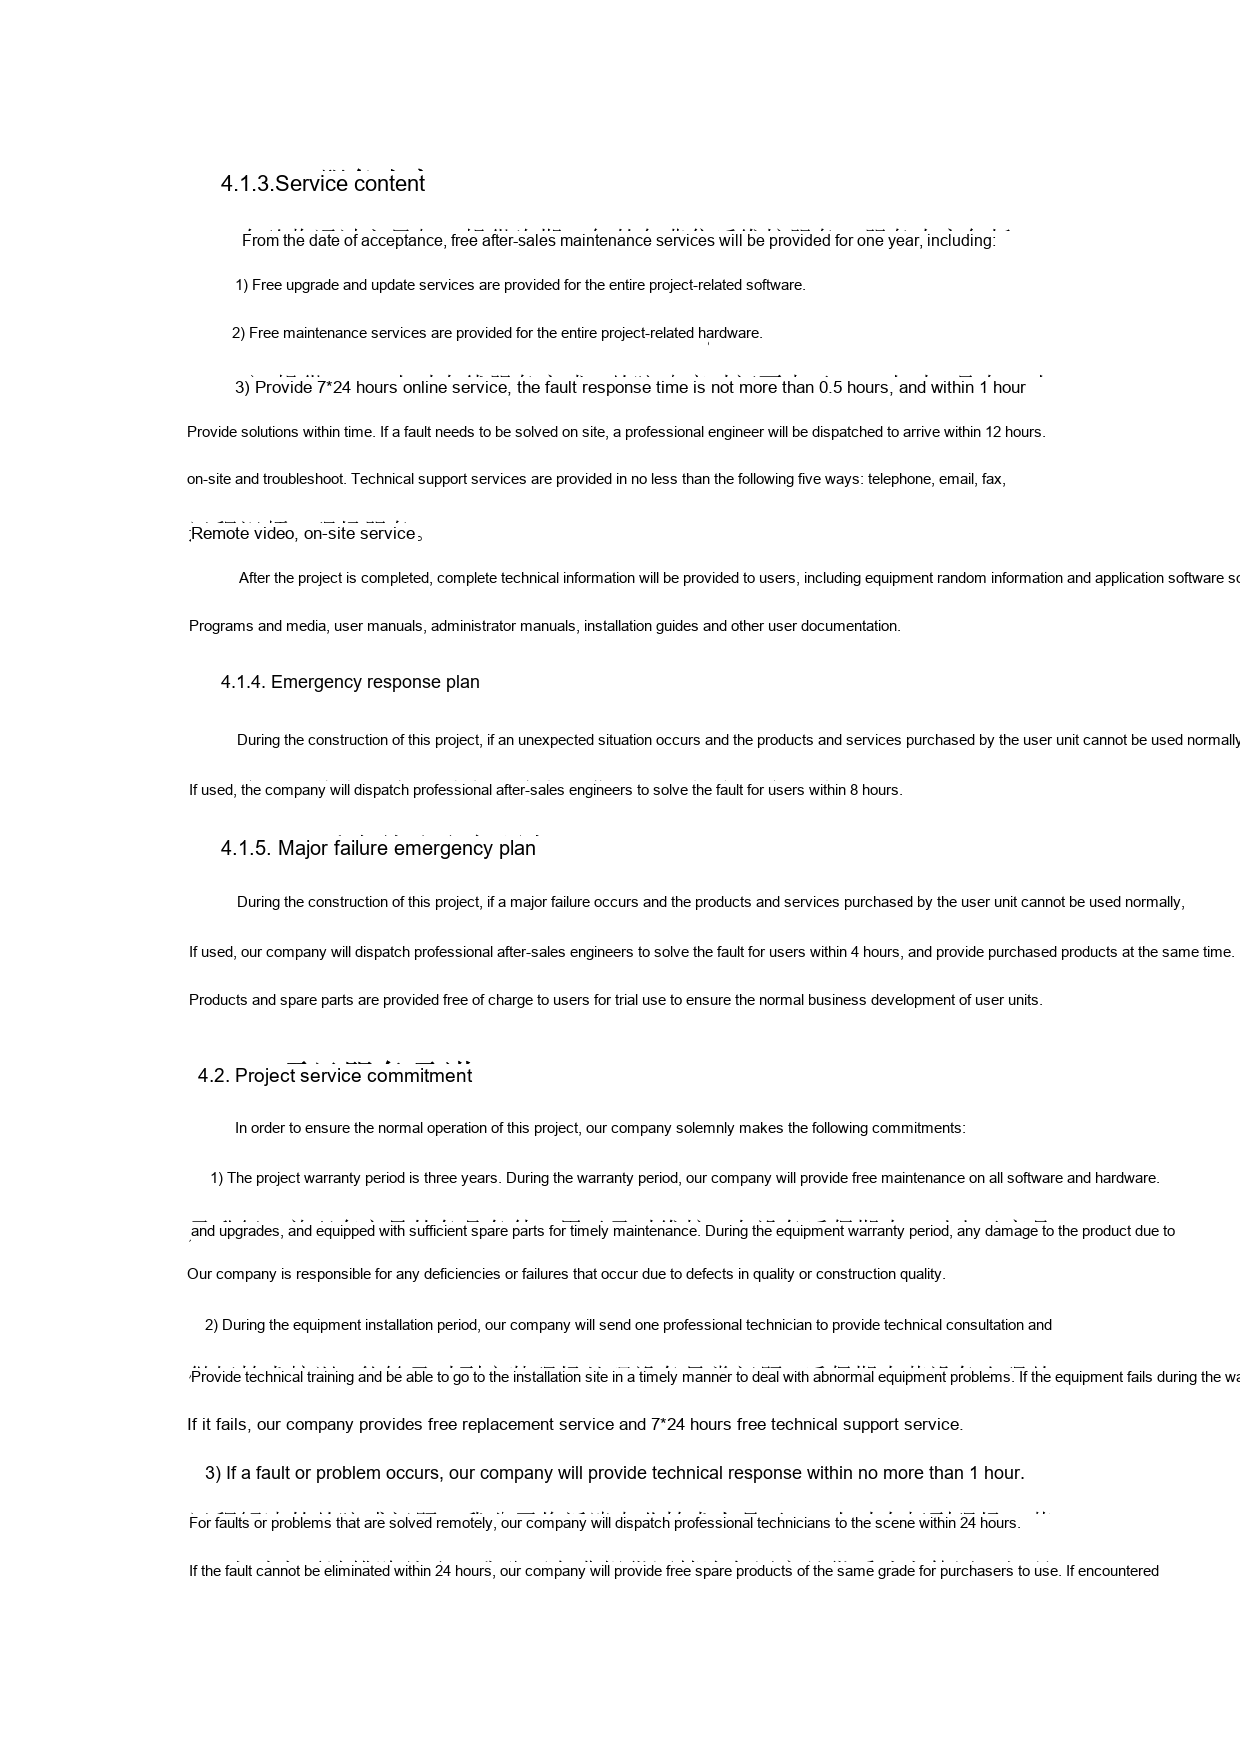 4.1.3.Service content
From the date of acceptance, free after-sales maintenance services will be provided for one year, including:
1) Free upgrade and update services are provided for the entire project-related software.
2) Free maintenance services are provided for the entire project-related hardware.
3) Provide 7*24 hours online service, the fault response time is not more than 0.5 hours, and within 1 hour
Provide solutions within time. If a fault needs to be solved on site, a professional engineer will be dispatched to arrive within 12 hours.
on-site and troubleshoot. Technical support services are provided in no less than the following five ways: telephone, email, fax,
Remote video, on-site service。
After the project is completed, complete technical information will be provided to users, including equipment random information and application software
Programs and media, user manuals, administrator manuals, installation guides and other user documentation.
4.1.4. Emergency response plan
During the construction of this project, if an unexpected situation occurs and the products and services purchased by the user unit cannot be used normally
If used, the company will dispatch professional after-sales engineers to solve the fault for users within 8 hours.
4.1.5. Major failure emergency plan
During the construction of this project, if a major failure occurs and the products and services purchased by the user unit cannot be used normally,
If used, our company will dispatch professional after-sales engineers to solve the fault for users within 4 hours, and provide purchased products at the same time.
Products and spare parts are provided free of charge to users for trial use to ensure the normal business development of user units.
4.2. Project service commitment
In order to ensure the normal operation of this project, our company solemnly makes the following commitments:
1) The project warranty period is three years. During the warranty period, our company will provide free maintenance on all software and hardware.
and upgrades, and equipped with sufficient spare parts for timely maintenance. During the equipment warranty period, any damage to the product due to
Our company is responsible for any deficiencies or failures that occur due to defects in quality or construction quality.
2) During the equipment installation period, our company will send one professional technician to provide technical consultation and
Provide technical training and be able to go to the installation site in a timely manner to deal with abnormal equipment problems. If the equipment fails during the
If it fails, our company provides free replacement service and 7*24 hours free technical support service.
3) If a fault or problem occurs, our company will provide technical response within no more than 1 hour.
For faults or problems that are solved remotely, our company will dispatch professional technicians to the scene within 24 hours.
If the fault cannot be eliminated within 24 hours, our company will provide free spare products of the same grade for purchasers to use. If encountered